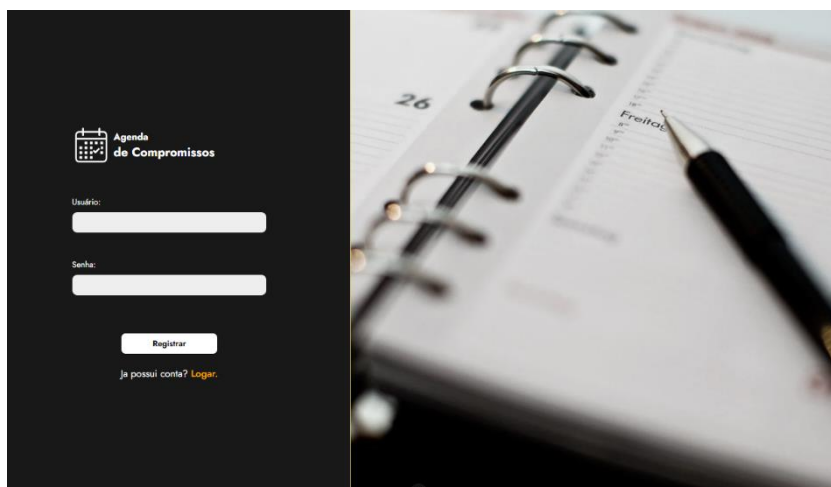 Agenda
de Compromissos
Usuário:
Senha:
Registrar
Ja possui conta? Logar.
26
Freitag